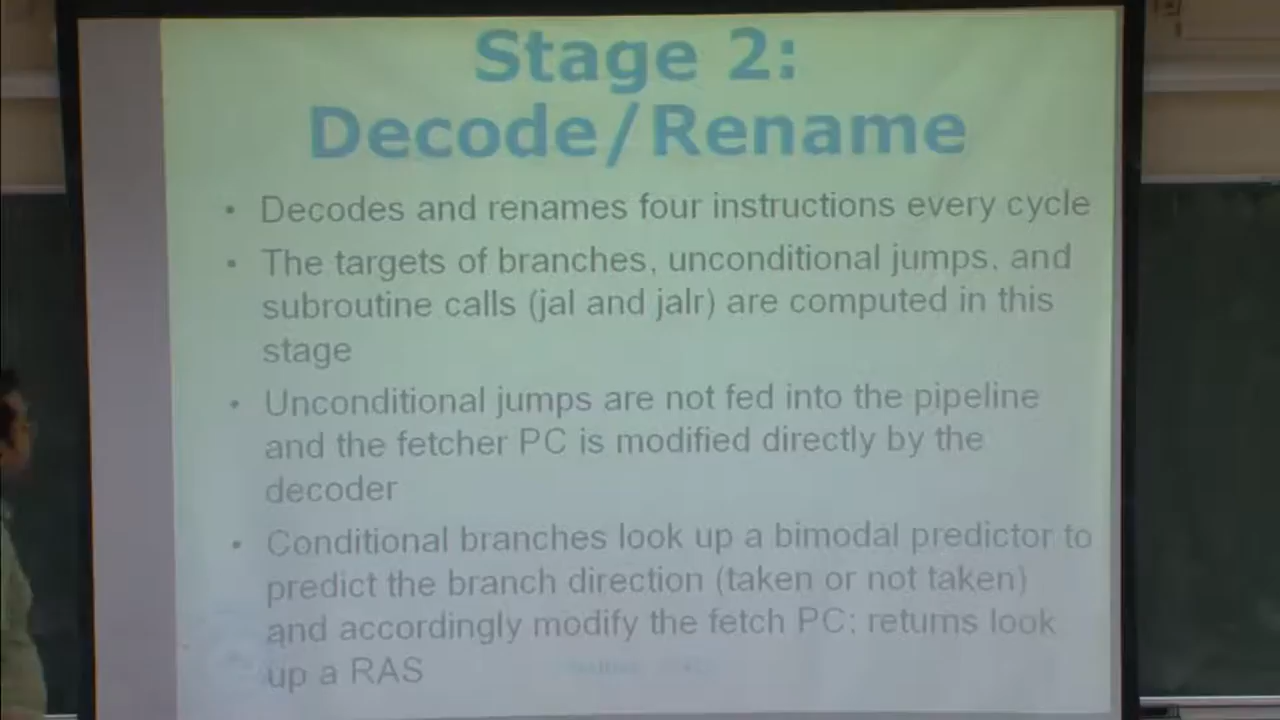 Stage 2:
Decode/Rename
• Decodes and renames four instructions every cycle
• The targets of branches, unconditional jumps, and
subroutine calls (jal and jalr) are computed in this
stage
• Unconditional jumps are not fed into the pipeline
and the fetcher PC is modified directly by the
decoder
• Conditional branches look up a bimodal predictor to
predict the branch direction (taken or not taken)
and accordingly modify the fetch PC; returns look
up a RAS